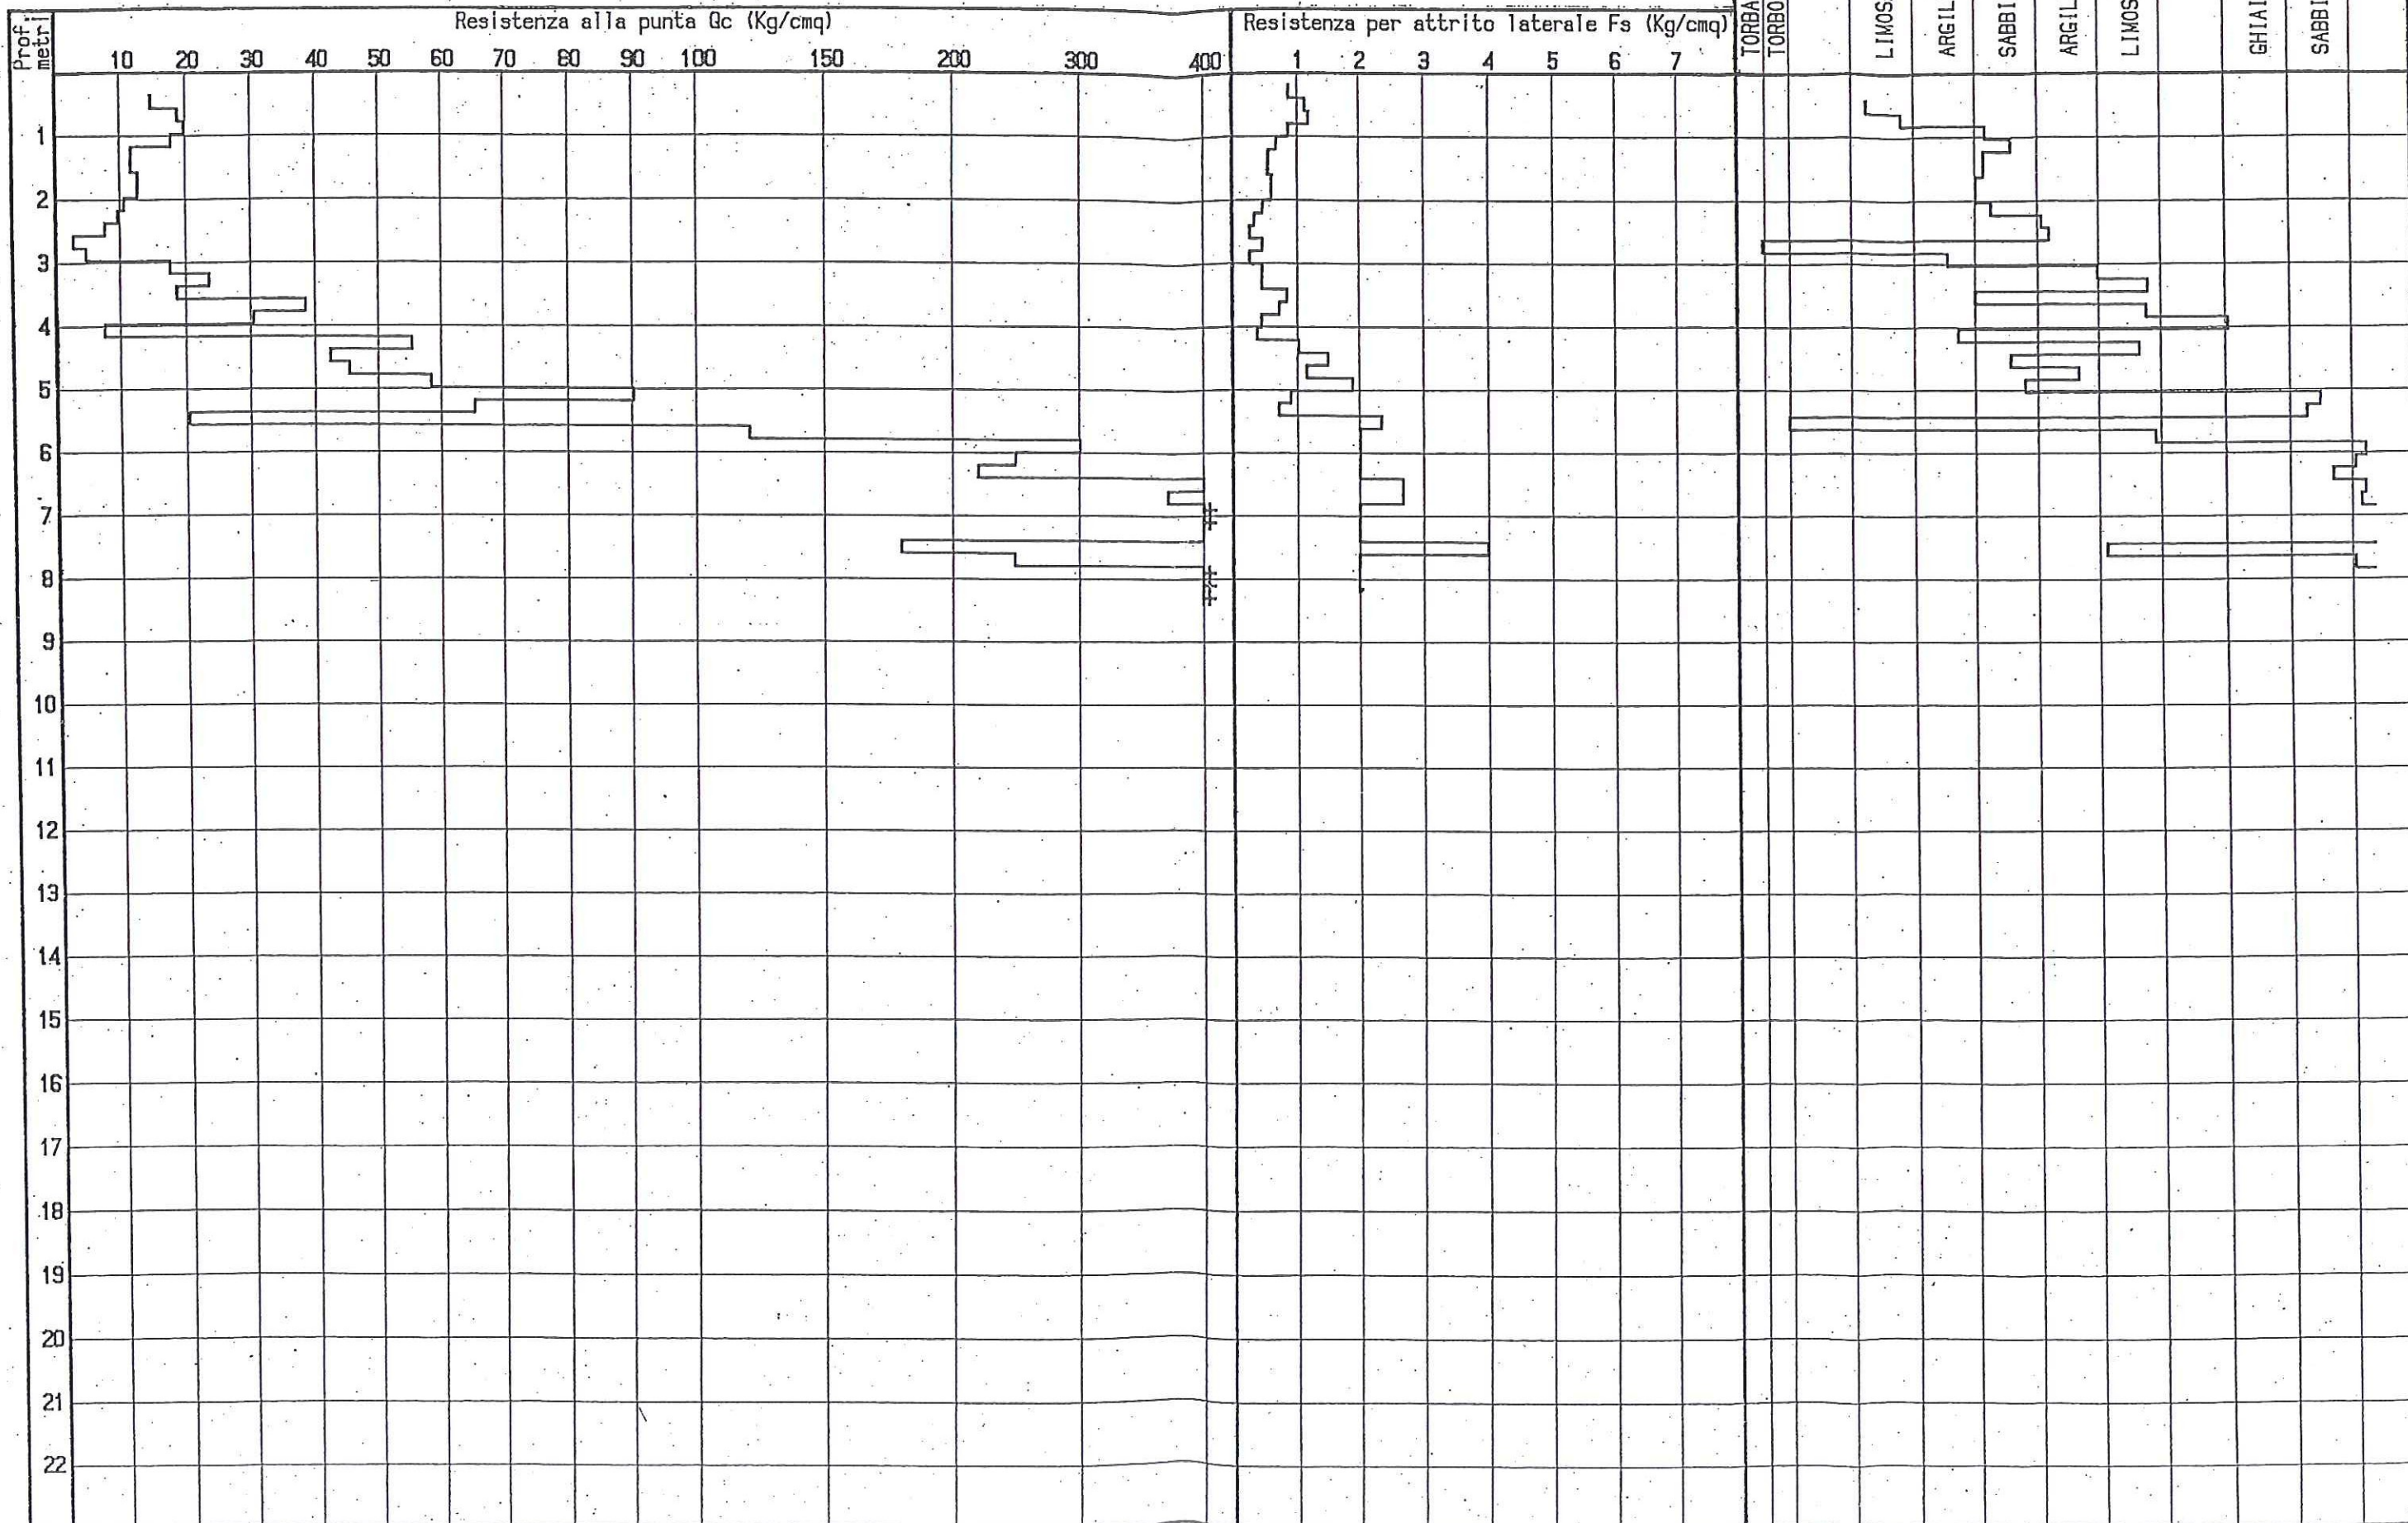 Prof. metri
Resistenza alla punta Qc (Kg/cmq)
10 20 30 40 50 60 70 80 90 100 150 200 300 400
Resistenza per attrito laterale Fs (Kg/cmq)
1 2 3 4 5 6 7
TORBA
TORBO
LIMOS
ARGIL
SABBI
ARGIL
LIMOS
GHIAI
SABBI
1
2
3
4
5
6
7
8
9
10
11
12
13
14
15
16
17
18
19
20
21
22